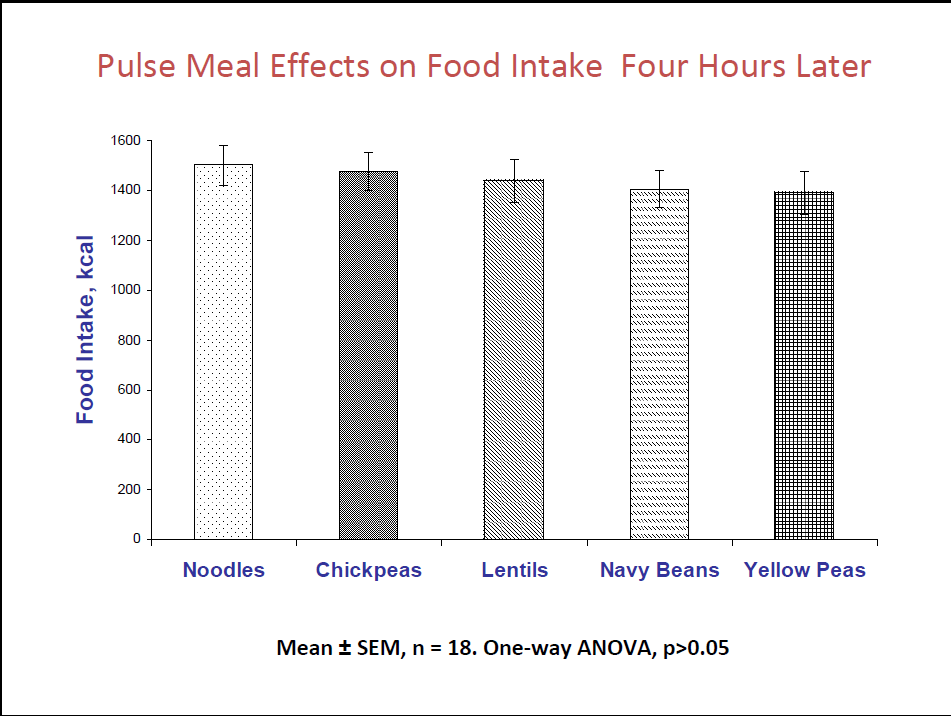 Pulse Meal Effects on Food Intake  Four Hours Later
Food Intake, kcal
1600
1400
1200
1000
800
600
400
200
0
Noodles Chickpeas Lentils Navy Beans Yellow Peas
Mean ± SEM, n = 18. One-way ANOVA, p>0.05